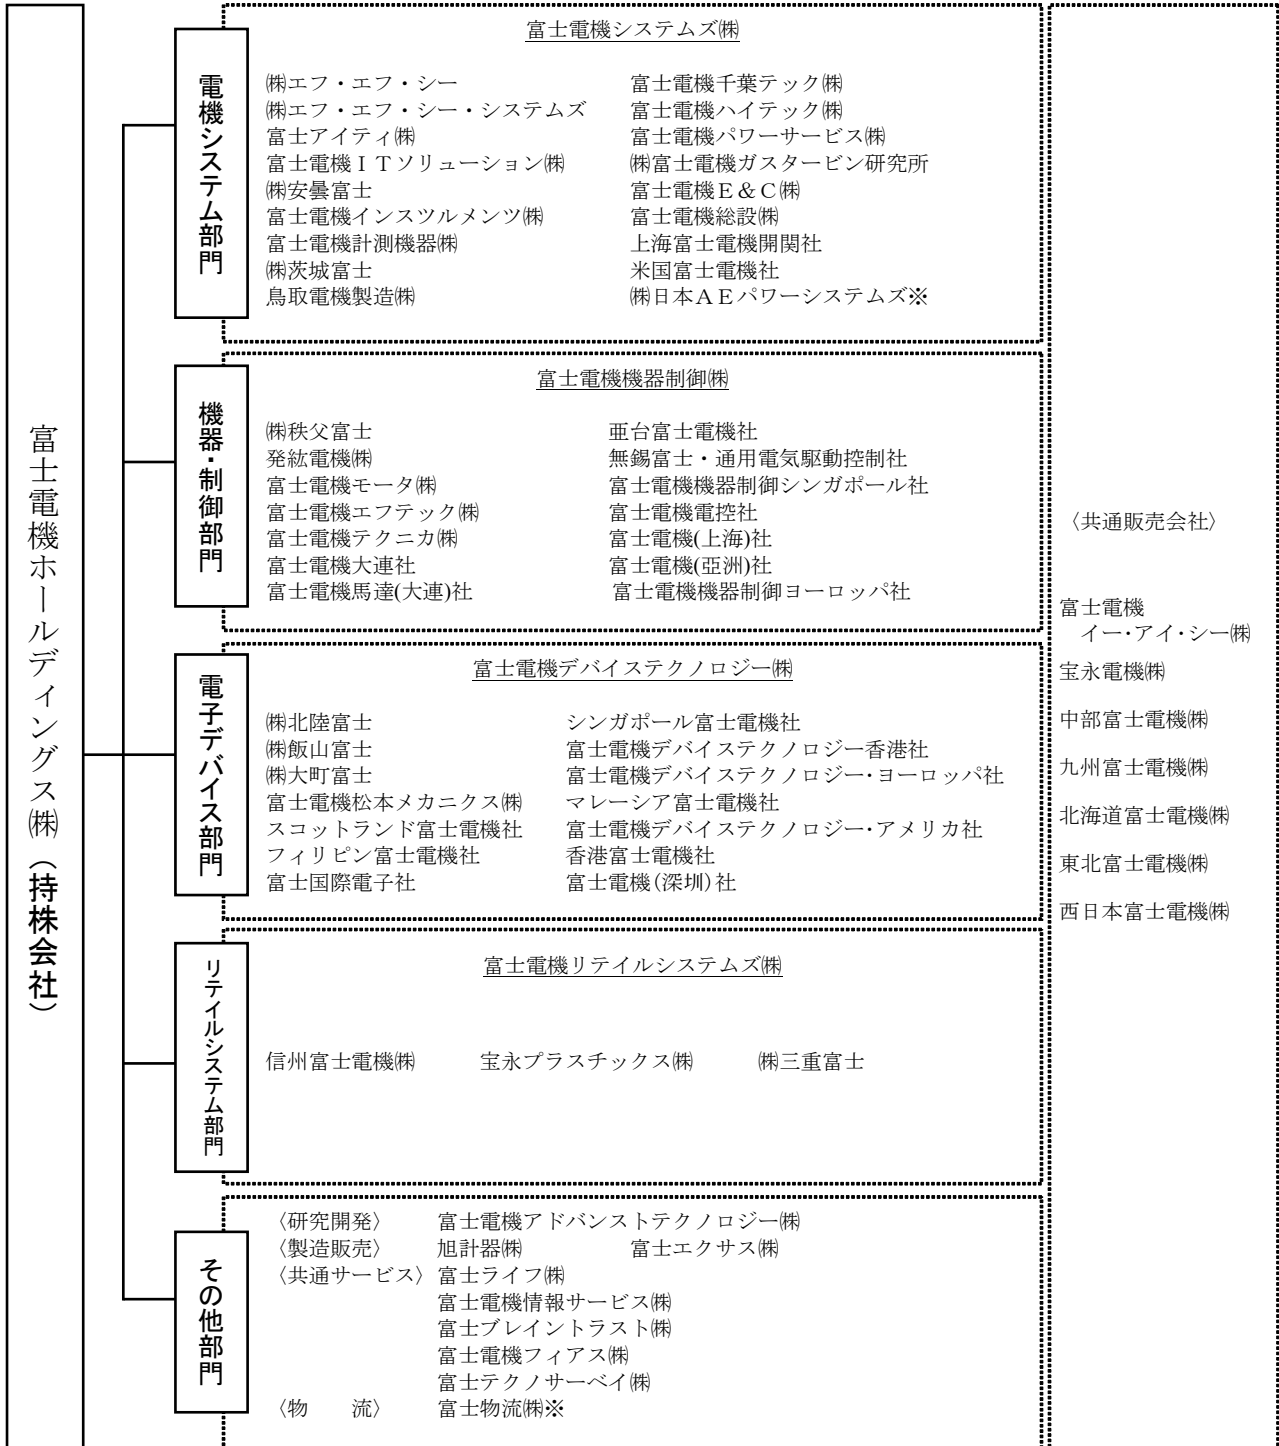 富士電機ホールディングス㈱（持株会社）
電機システム部門
富士電機システムズ㈱
㈱エフ・エフ・シー
㈱エフ・エフ・シー・システムズ
富士アイティ㈱
富士電機ＩＴソリューション㈱
㈱安曇富士
富士電機インスツルメンツ㈱
富士電機計測機器㈱
㈱茨城富士
鳥取電機製造㈱
富士電機千葉テック㈱
富士電機ハイテック㈱
富士電機パワーサービス㈱
㈱富士電機ガスタービン研究所
富士電機Ｅ＆Ｃ㈱
富士電機総設㈱
上海富士電機開関社
米国富士電機社
㈱日本ＡＥパワーシステムズ※
機器・制御部門
富士電機機器制御㈱
㈱秩父富士
発紘電機㈱
富士電機モータ㈱
富士電機エフテック㈱
富士電機テクニカ㈱
富士電機大連社
富士電機馬達(大連)社
亜台富士電機社
無錫富士・通用電気駆動控制社
富士電機機器制御シンガポール社
富士電機電控社
富士電機(上海)社
富士電機(亞洲)社
富士電機機器制御ヨーロッパ社
電子デバイス部門
富士電機デバイステクノロジー㈱
㈱北陸富士
㈱飯山富士
㈱大町富士
富士電機松本メカニクス㈱
スコットランド富士電機社
フィリピン富士電機社
富士国際電子社
シンガポール富士電機社
富士電機デバイステクノロジー香港社
富士電機デバイステクノロジー・ヨーロッパ社
マレーシア富士電機社
富士電機デバイステクノロジー・アメリカ社
香港富士電機社
富士電機(深圳)社
リテイルシステム部門
富士電機リテイルシステムズ㈱
信州富士電機㈱ 宝永プラスチックス㈱ ㈱三重富士
その他部門
〈研究開発〉 富士電機アドバンストテクノロジー㈱
〈製造販売〉 旭計器㈱ 富士エクサス㈱
〈共通サービス〉 富士ライフ㈱
富士電機情報サービス㈱
富士ブレイントラスト㈱
富士電機フィアス㈱
富士テクノサーベイ㈱
〈物　流〉 富士物流㈱※
〈共通販売会社〉
富士電機
イー・アイ・シー㈱
宝永電機㈱
中部富士電機㈱
九州富士電機㈱
北海道富士電機㈱
東北富士電機㈱
西日本富士電機㈱